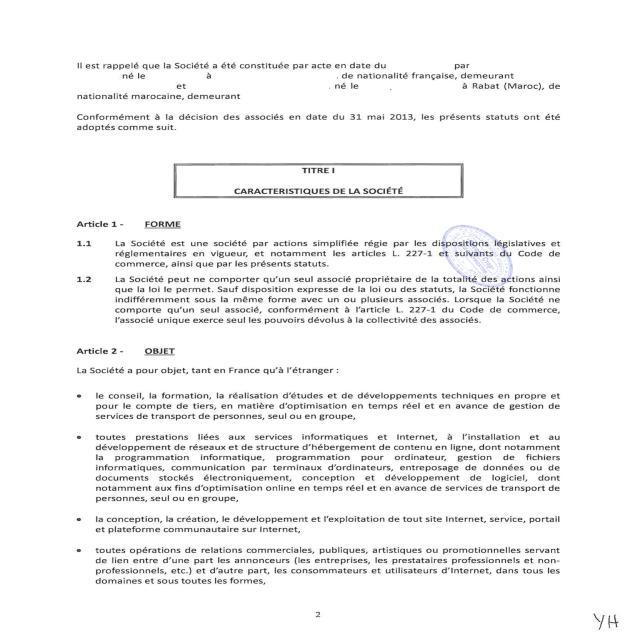 Il est rappelé que la Société a été constituée par acte en date du par
né le à . de nationalité française, demeurant
et . né le . à Rabat (Maroc), de
nationalité marocaine, demeurant
Conformément à la décision des associés en date du 31 mai 2013, les présents statuts ont été
adoptés comme suit.
TITRE I
CARACTERISTIQUES DE LA SOCIÉTÉ
Article 1 - FORME
1.1 La Société est une société par actions simplifiée régie par les dispositions législatives et
réglementaires en vigueur, et notamment les articles L. 227-1 et suivants du Code de
commerce, ainsi que par les présents statuts.
1.2 La Société peut ne comporter qu'un seul associé propriétaire de la totalité des actions ainsi
que la loi le permet. Sauf disposition expresse de la loi ou des statuts, la Société fonctionne
indifféremment sous la même forme avec un ou plusieurs associés. Lorsque la Société ne
comporte qu'un seul associé, conformément à l'article L. 227-1 du Code de commerce,
l'associé unique exerce seul les pouvoirs dévolus à la collectivité des associés.
Article 2 - OBJET
La Société a pour objet, tant en France qu'à l'étranger :
• le conseil, la formation, la réalisation d'études et de développements techniques en propre et
pour le compte de tiers, en matière d'optimisation en temps réel et en avance de gestion de
services de transport de personnes, seul ou en groupe,
• toutes prestations liées aux services informatiques et Internet, à l'installation et au
développement de réseaux et de structure d'hébergement de contenu en ligne, dont notamment
la programmation informatique, programmation pour ordinateur, gestion de fichiers
informatiques, communication par terminaux d'ordinateurs, entreposage de données ou de
documents stockés électroniquement, conception et développement de logiciel, dont
notamment aux fins d'optimisation online en temps réel et en avance de services de transport de
personnes, seul ou en groupe,
• la conception, la création, le développement et l'exploitation de tout site Internet, service, portail
et plateforme communautaire sur Internet,
• toutes opérations de relations commerciales, publiques, artistiques ou promotionnelles servant
de lien entre d'une part les annonceurs (les entreprises, les prestataires professionnels et non-
professionnels, etc.) et d'autre part, les consommateurs et utilisateurs d'Internet, dans tous les
domaines et sous toutes les formes,
2
YH